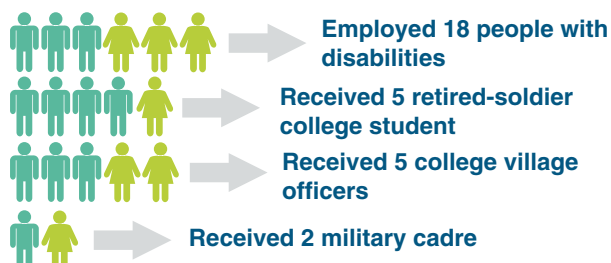 Employed 18 people with
disabilities
Received 5 retired-soldier
college student
Received 5 college village
officers
Received 2 military cadre